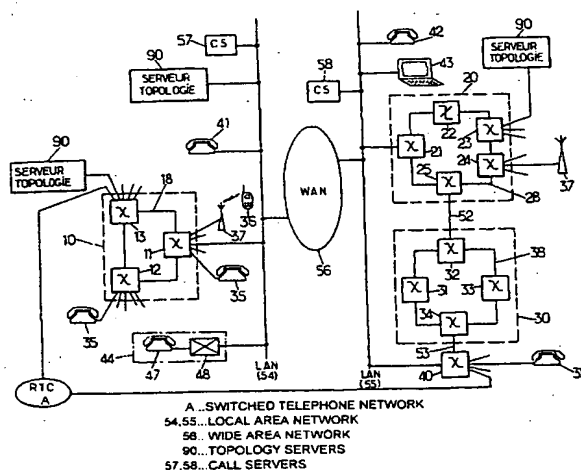 90
57
CS
SERVEUR
TOPOLOGIE
41
90
SERVEUR
TOPOLOGIE
18
10
13
11
12
36
37
35
35
44
47
48
LAN
(54)
RTC
A
WAN
56
42
58
CS
43
90
SERVEUR
TOPOLOGIE
20
21
22
23
24
25
28
37
52
32
38
31
33
34
30
53
40
LAN
(55)
A...SWITCHED TELEPHONE NETWORK
54,55...LOCAL AREA NETWORK
56...WIDE AREA NETWORK
90...TOPOLOGY SERVERS
57,58...CALL SERVERS